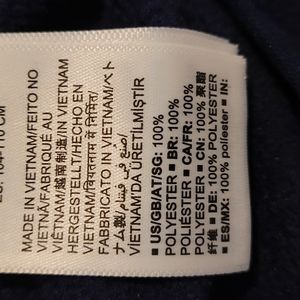 MADE IN VIETNAM/FEITO NO
VIETNÃ/FABRIQUÉ AU
VIETNAM/越南制造/IN VIETNAM
HERGESTELLT/HECHO EN
VIETNAM/वियतनाम में निर्मित/
FABBRICATO IN VIETNAM/ベト
ナム製/صنع في فيتنام/
VIETNAM'DA ÜRETİLMİŞTİR
▪ US/GB/AT/SG: 100%
POLYESTER ▪ BR: 100%
POLIÉSTER ▪ CA/FR: 100%
POLYESTER ▪ CN: 100% 聚酯
纤维 ▪ DE: 100% POLYESTER
▪ ES/MX: 100% poliéster ▪ IN: